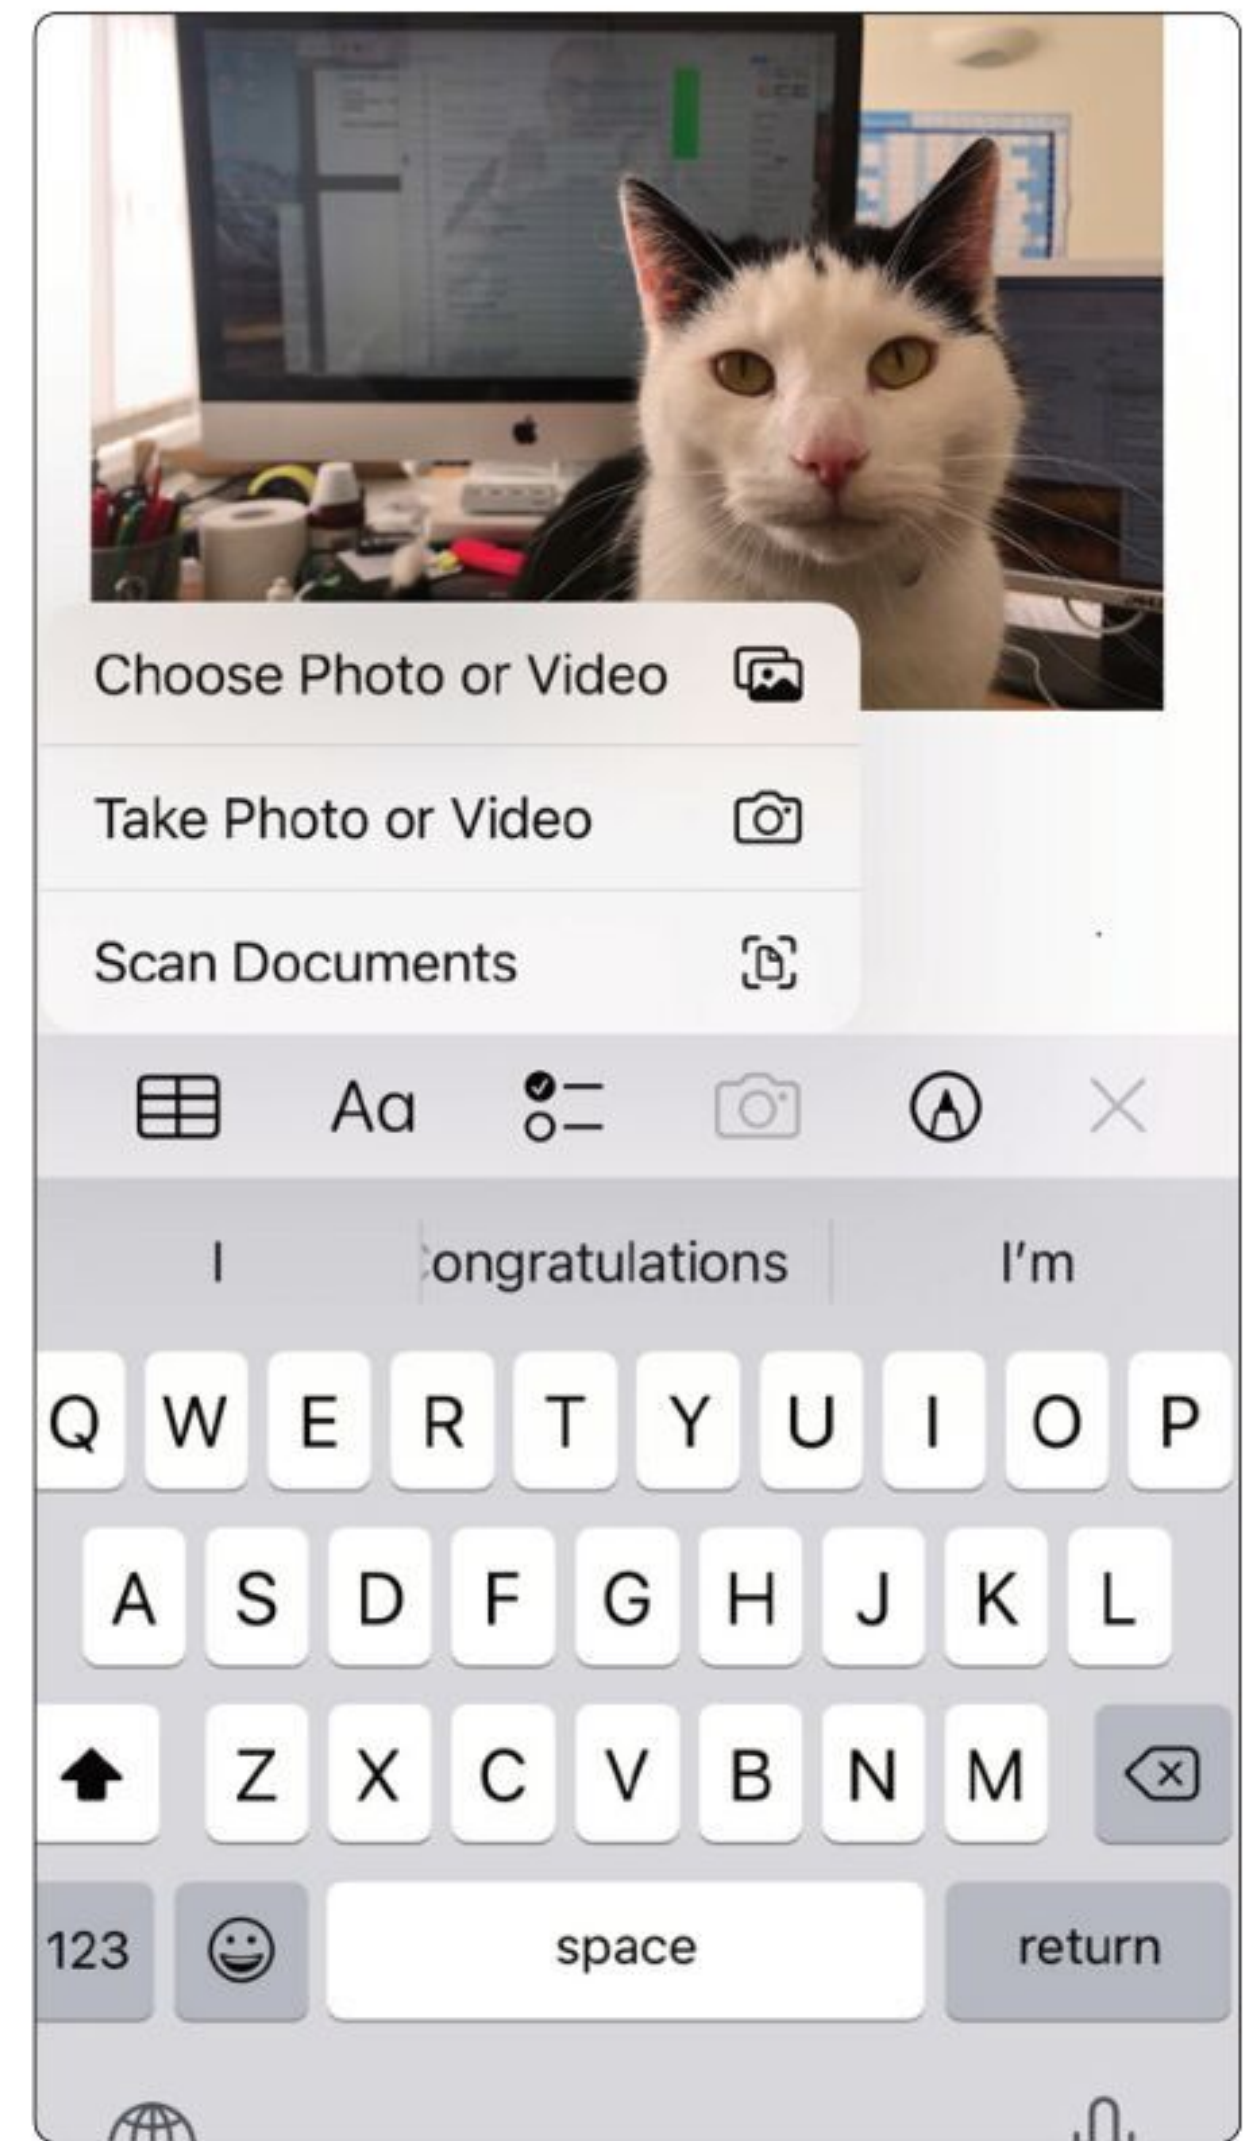 Choose Photo or Video
Take Photo or Video
Scan Documents
Aa
I ongratulations I'm
Q W E R T Y U I O P
A S D F G H J K L
Z X C V B N M
123 space return